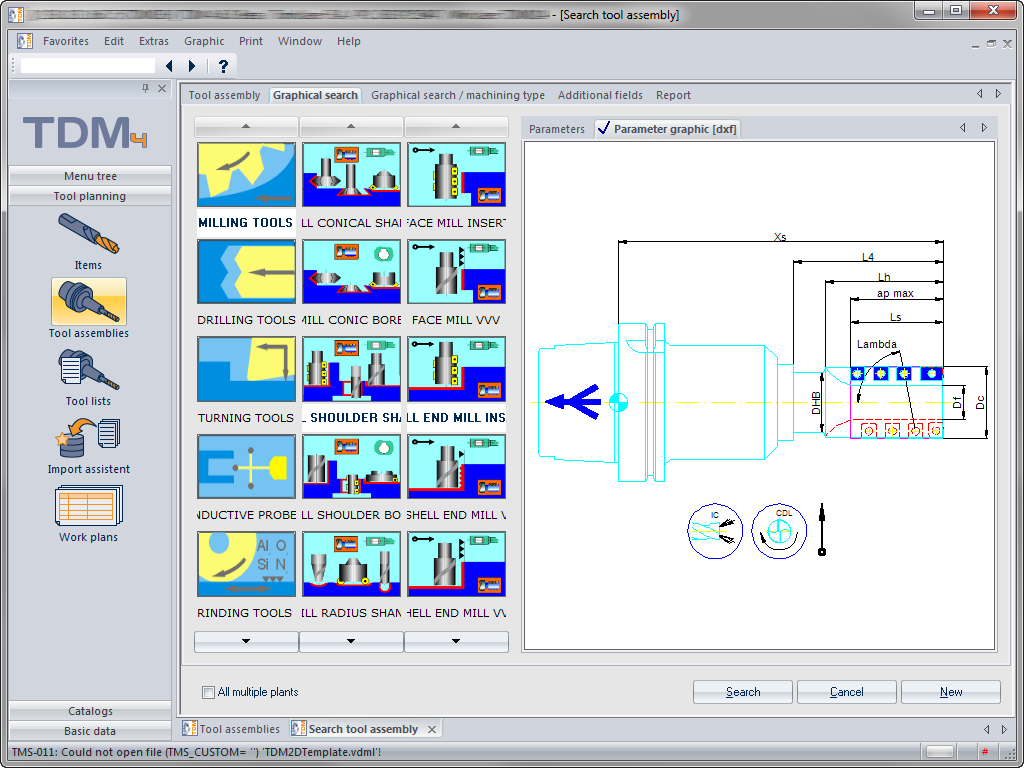 - [Search tool assembly]
Favorites Edit Extras Graphic Print Window Help
?
TDM4
Menu tree
Tool planning
Items
Tool assemblies
Tool lists
Import assistent
Work plans
Catalogs
Basic data
Tool assembly Graphical search Graphical search / machining type Additional fields Report
MILLING TOOLS LL CONICAL SHA FACE MILL INSERT
DRILLING TOOLS MILL CONIC BORE FACE MILL VVV
TURNING TOOLS L SHOULDER SHA LL END MILL INS
NDUCTIVE PROBE LL SHOULDER BO SHELL END MILL V
Al O
Si N
RINDING TOOLS ILL RADIUS SHAN HELL END MILL VV
Parameters Parameter graphic [dxf]
Xs
L4
Lh
ap max
Ls
Lambda
DHB
Df
Dc
IC
CDL
All multiple plants
Search Cancel New
Tool assemblies Search tool assembly
TMS-011: Could not open file (TMS_CUSTOM= '') 'TDM2DTemplate.vdml'!
#